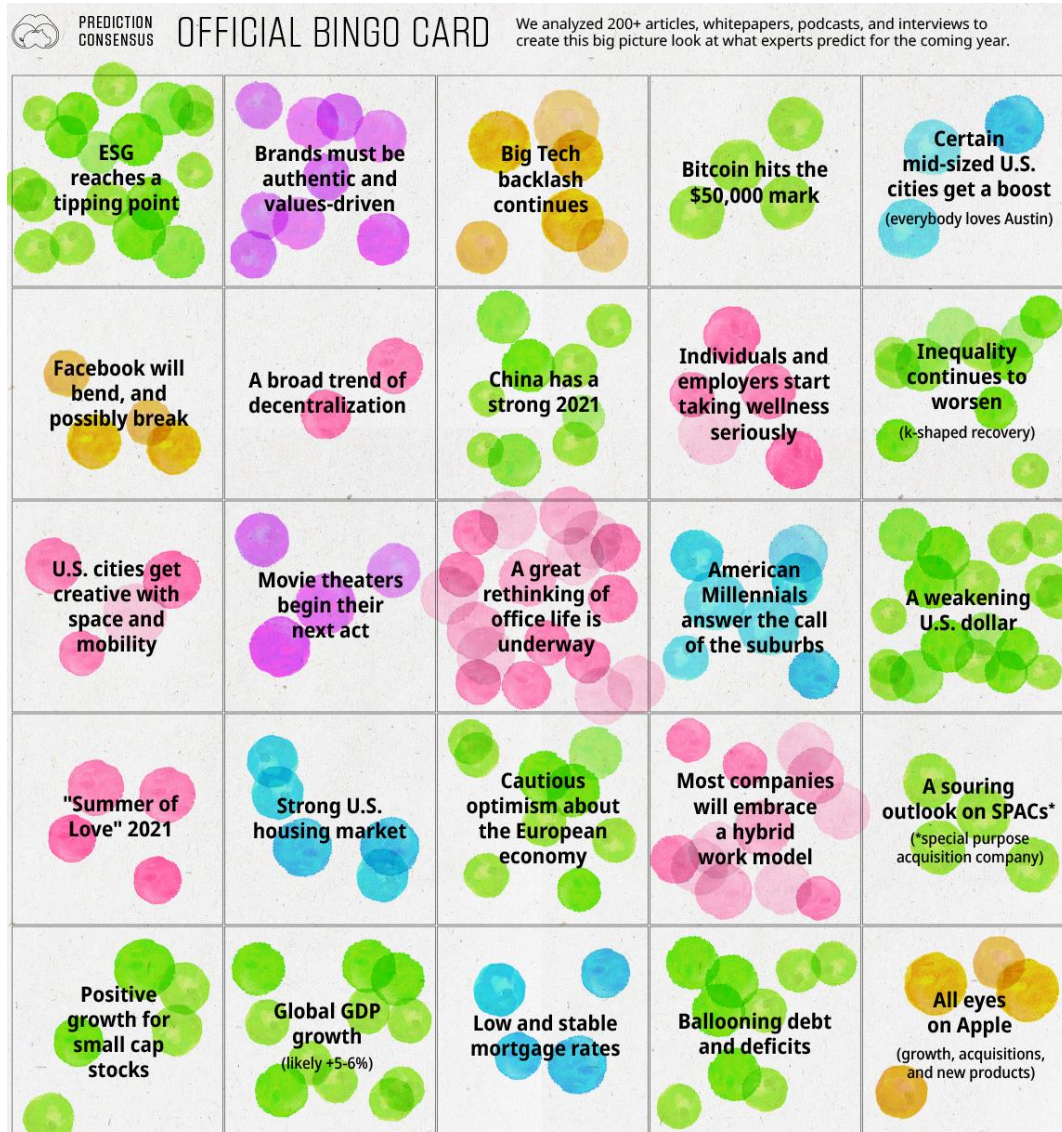 PREDICTION
CONSENSUS
OFFICIAL BINGO CARD
We analyzed 200+ articles, whitepapers, podcasts, and interviews to
create this big picture look at what experts predict for the coming year.
ESG
reaches a
tipping point
Brands must be
authentic and
values-driven
Big Tech
backlash
continues
Bitcoin hits the
$50,000 mark
Certain
mid-sized U.S.
cities get a boost
(everybody loves Austin)
Facebook will
bend, and
possibly break
A broad trend of
decentralization
China has a
strong 2021
Individuals and
employers start
taking wellness
seriously
Inequality
continues to
worsen
(k-shaped recovery)
U.S. cities get
creative with
space and
mobility
Movie theaters
begin their
next act
A great
rethinking of
office life is
underway
American
Millennials
answer the call
of the suburbs
A weakening
U.S. dollar
"Summer of
Love" 2021
Strong U.S.
housing market
Cautious
optimism about
the European
economy
Most companies
will embrace
a hybrid
work model
A souring
outlook on SPACs*
(*special purpose
acquisition company)
Positive
growth for
small cap
stocks
Global GDP
growth
(likely +5-6%)
Low and stable
mortgage rates
Ballooning debt
and deficits
All eyes
on Apple
(growth, acquisitions,
and new products)